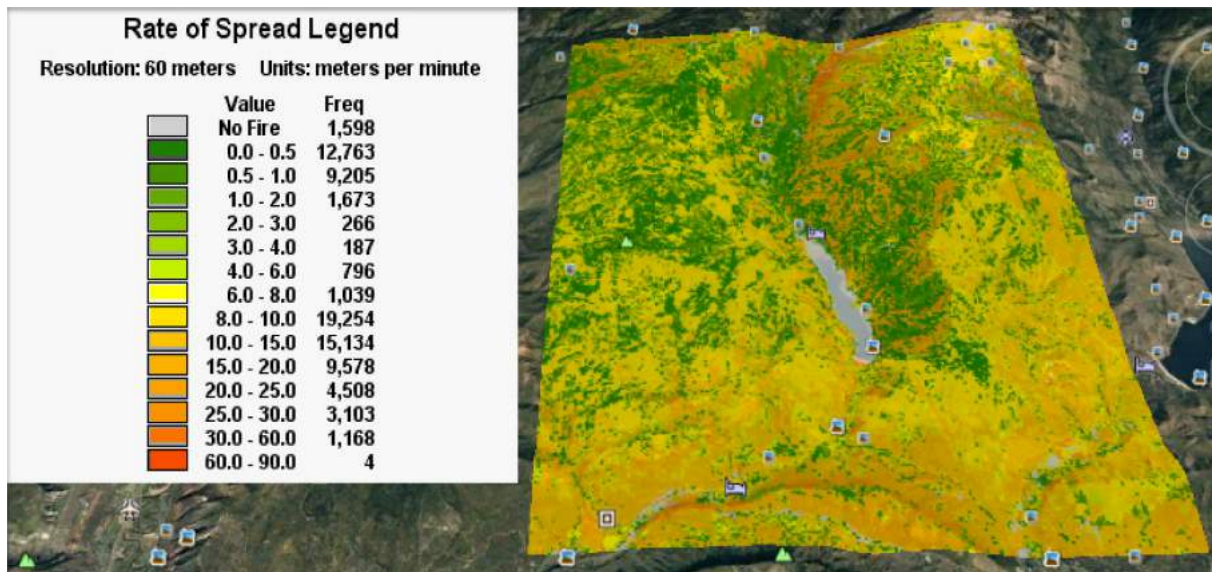 Rate of Spread Legend
Resolution: 60 meters Units: meters per minute
Value Freq
No Fire 1,598
0.0 - 0.5 12,763
0.5 - 1.0 9,205
1.0 - 2.0 1,673
2.0 - 3.0 266
3.0 - 4.0 187
4.0 - 6.0 796
6.0 - 8.0 1,039
8.0 - 10.0 19,254
10.0 - 15.0 15,134
15.0 - 20.0 9,578
20.0 - 25.0 4,508
25.0 - 30.0 3,103
30.0 - 60.0 1,168
60.0 - 90.0 4